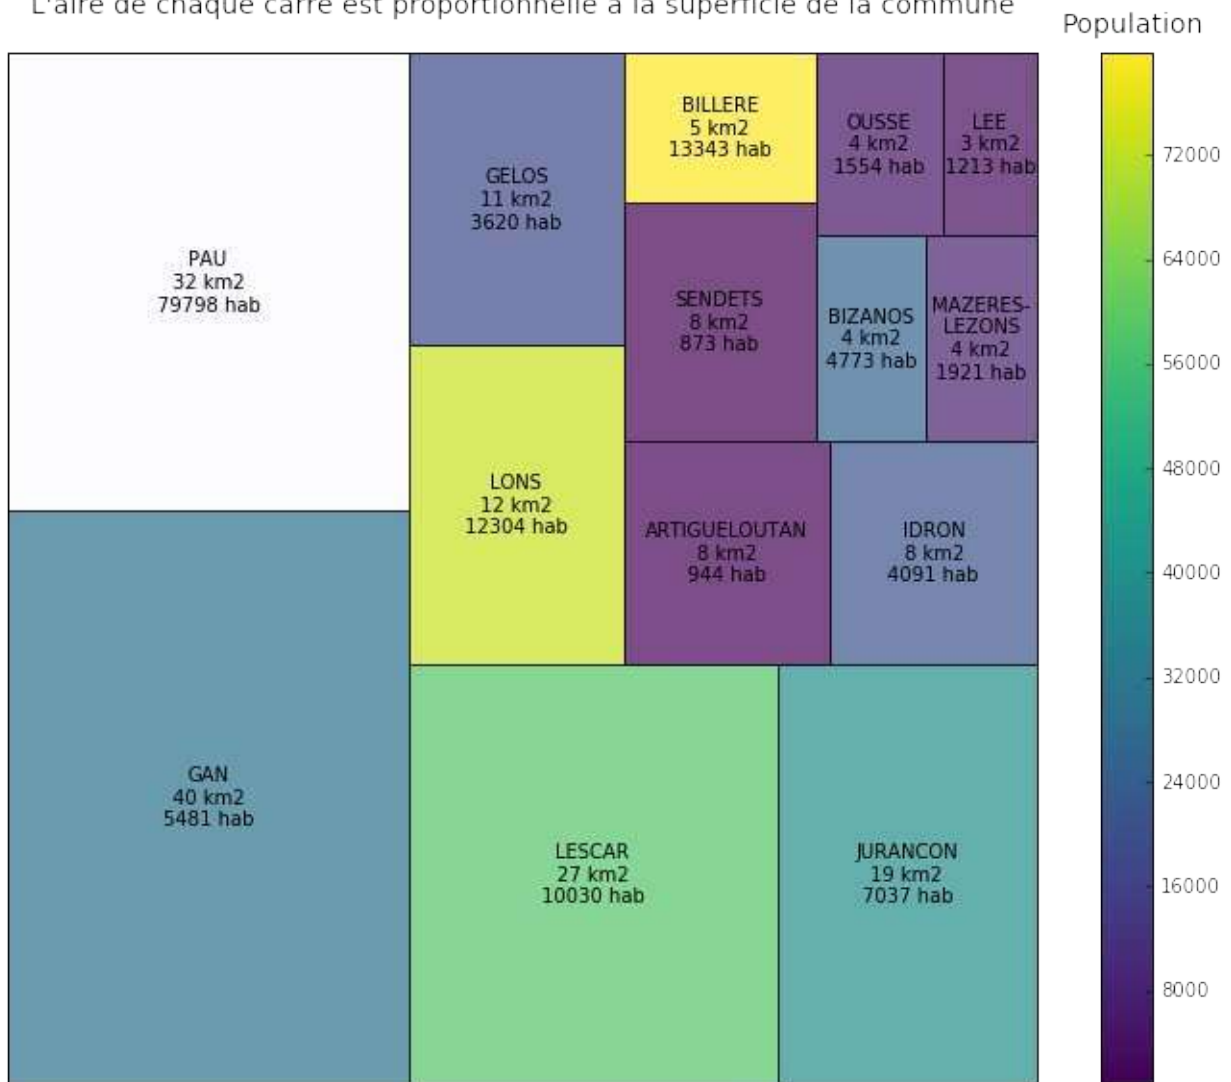 L'aire de chaque carré est proportionnelle à la superficie de la commune
Population
PAU
32 km2
79798 hab
GELOS
11 km2
3620 hab
BILLERE
5 km2
13343 hab
OUSSE
4 km2
1554 hab
LEE
3 km2
1213 hab
SENDETS
8 km2
873 hab
BIZANOS
4 km2
4773 hab
MAZERES-
LEZONS
4 km2
1921 hab
LONS
12 km2
12304 hab
ARTIGUELOUTAN
8 km2
944 hab
IDRON
8 km2
4091 hab
GAN
40 km2
5481 hab
LESCAR
27 km2
10030 hab
JURANCON
19 km2
7037 hab
72000
64000
56000
48000
40000
32000
24000
16000
8000